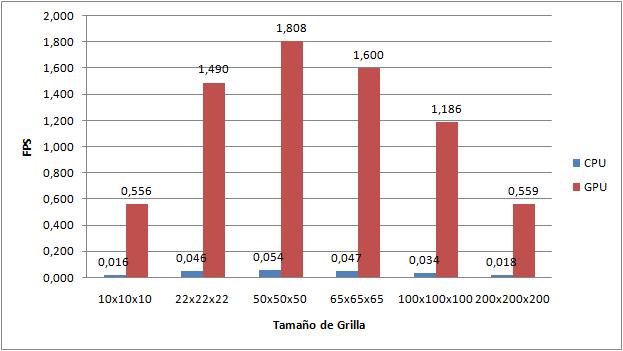 2,000
1,800
1,600
1,400
1,200
1,000
0,800
0,600
0,400
0,200
0,000
FPS
0,016
0,556
0,046
1,490
0,054
1,808
0,047
1,600
0,034
1,186
0,018
0,559
10x10x10
22x22x22
50x50x50
65x65x65
100x100x100
200x200x200
Tamaño de Grilla
CPU
GPU